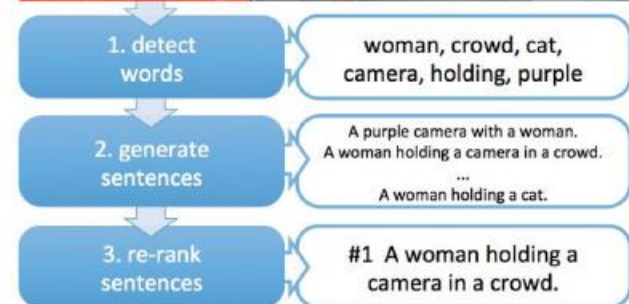 1. detect
words
woman, crowd, cat,
camera, holding, purple
2. generate
sentences
A purple camera with a woman.
A woman holding a camera in a crowd.
...
A woman holding a cat.
3. re-rank
sentences
#1 A woman holding a
camera in a crowd.